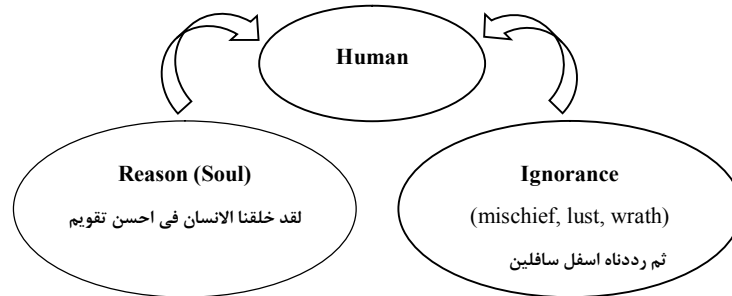 Human
Reason (Soul)
لقد خلقنا الانسان فی احسن تقویم
Ignorance
(mischief, lust, wrath)
ثم رددناه اسفل سافلین